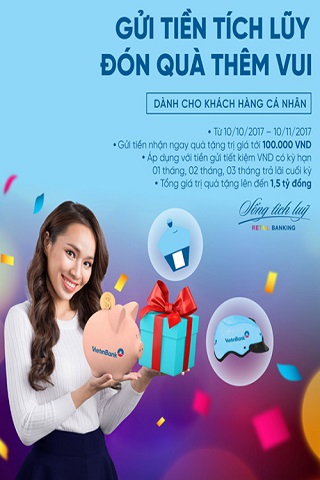 GỬI TIỀN TÍCH LŨY
ĐÓN QUÀ THÊM VUI
DÀNH CHO KHÁCH HÀNG CÁ NHÂN
• Từ 10/10/2017 – 10/11/2017
• Gửi tiền nhận ngay quà tặng trị giá tới 100.000 VND
• Áp dụng với tiền gửi tiết kiệm VND có kỳ hạn
01 tháng, 02 tháng, 03 tháng trả lãi cuối kỳ
• Tổng giá trị quà tặng lên đến 1,5 tỷ đồng
Sống tích luỹ
RETAIL BANKING
VietinBank
VietinBank